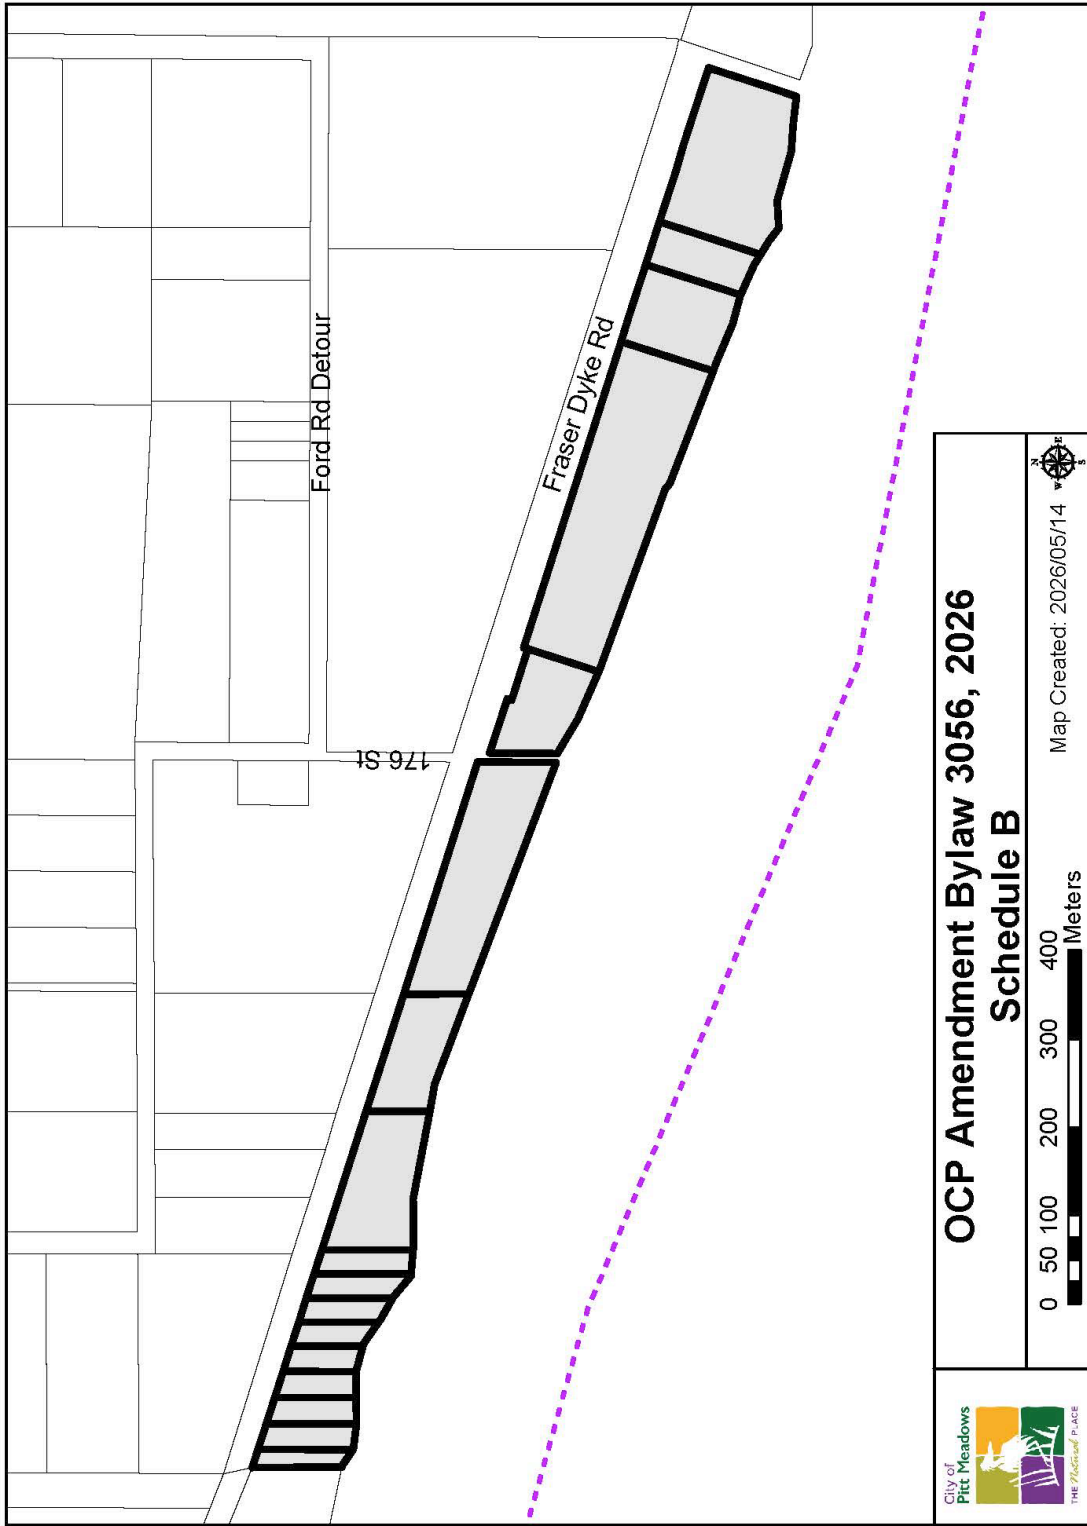 Ford Rd Detour
Fraser Dyke Rd
176 St
OCP Amendment Bylaw 3056, 2026
Schedule B
City of
Pitt Meadows
THE Natural PLACE
0 50 100 200 300 400
Meters
Map Created: 2026/05/14
N
W E
S